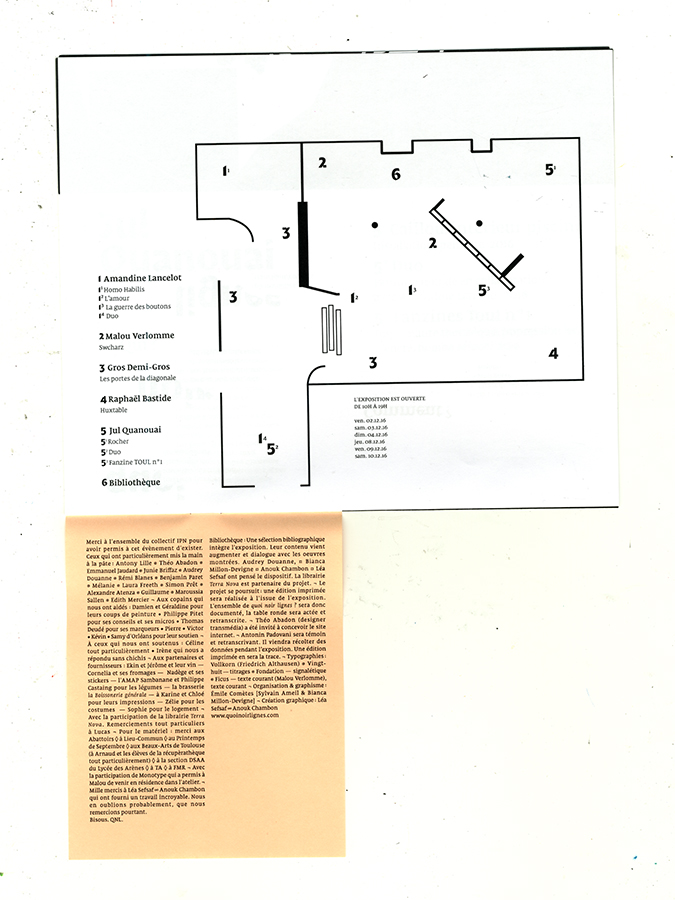 1¹
2
6
5¹
3
2
3
1²
1³
5³
3
4
1⁴
5²
1 Amandine Lancelot
1¹ Homo Habilis
1² L'amour
1³ La guerre des boutons
1⁴ Duo
2 Malou Verlomme
Swcharz
3 Gros Demi-Gros
Les portes de la diagonale
4 Raphaël Bastide
Huxtable
5 Jul Quanouai
5¹ Rocher
5² Duo
5³ Fanzine TOUL n°1
6 Bibliothèque
L'EXPOSITION EST OUVERTE
DE 10H À 19H
ven. 02.12.16
sam. 03.12.16
dim. 04.12.16
jeu. 08.12.16
ven. 09.12.16
sam. 10.12.16
Merci à l'ensemble du collectif IPN pour
avoir permis à cet évènement d'exister.
Ceux qui ont particulièrement mis la main
à la pâte : Antony Lille • Théo Abadon •
Emmanuel Jaudard • Junie Briffaz • Audrey
Douanne • Rémi Blanes • Benjamin Paret
• Mélanie • Laura Freeth • Simon Prêt •
Alexandre Atenza • Guillaume • Maroussia
Sallen • Edith Mercier ¬ Aux copains qui
nous ont aidés : Damien et Géraldine pour
leurs coups de peinture • Philippe Pitet
pour ses conseils et ses micros • Thomas
Deudé pour ses marqueurs • Pierre • Victor
• Kévin • Samy d'Orléans pour leur soutien ¬
À ceux qui nous ont soutenus : Céline
tout particulièrement • Irène qui nous a
répondu sans chichis ¬ Aux partenaires et
fournisseurs : Ekin et Jérôme et leur vin —
Cornelia et ses fromages — Nadège et ses
stickers — l'AMAP Sambanane et Philippe
Castaing pour les légumes — la brasserie
la Boissonerie générale — à Karine et Chloé
pour leurs impressions — Zélie pour les
costumes — Sophie pour le logement ¬
Avec la participation de la librairie Terra
Nova. Remerciements tout particuliers
à Lucas ¬ Pour le matériel : merci aux
Abattoirs ◊ à Lieu-Commun ◊ au Printemps
de Septembre ◊ aux Beaux-Arts de Toulouse
(à Arnaud et les élèves de la récupérathèque
tout particulièrement) ◊ à la section DSAA
du Lycée des Arènes ◊ à TA ◊ à FMR ¬ Avec
la participation de Monotype qui a permis à
Malou de venir en résidence dans l'atelier. ¬
Mille mercis à Léa Sefsaf═Anouk Chambon
qui ont fourni un travail incroyable. Nous
en oublions probablement, que nous
remercions pourtant.
Bisous. QNL.
Bibliothèque : Une sélection bibliographique
intègre l'exposition. Leur contenu vient
augmenter et dialogue avec les oeuvres
montrées. Audrey Douanne, ¤ Bianca
Millon-Devigne ¤ Anouk Chambon ¤ Léa
Sefsaf ont pensé le dispositif. La librairie
Terra Nova est partenaire du projet. ¬ Le
projet se poursuit : une édition imprimée
sera réalisée à l'issue de l'exposition.
L'ensemble de quoi noir lignes ? sera donc
documenté, la table ronde sera actée et
retranscrite. ¬ Théo Abadon (designer
transmédia) a été invité à concevoir le site
internet. ¬ Antonin Padovani sera témoin
et retranscrivant. Il viendra récolter des
données pendant l'exposition. Une édition
imprimée en sera la trace. ¬ Typographies :
Vollkorn (Friedrich Althausen) • Vingt-
huit — titrages • Fondation — signalétique
• Ficus — texte courant (Malou Verlomme),
texte courant ¬ Organisation & graphisme :
Émile Comètes [Sylvain Ameil & Bianca
Millon-Devigne] ¬ Création graphique : Léa
Sefsaf═Anouk Chambon
www.quoinoirlignes.com